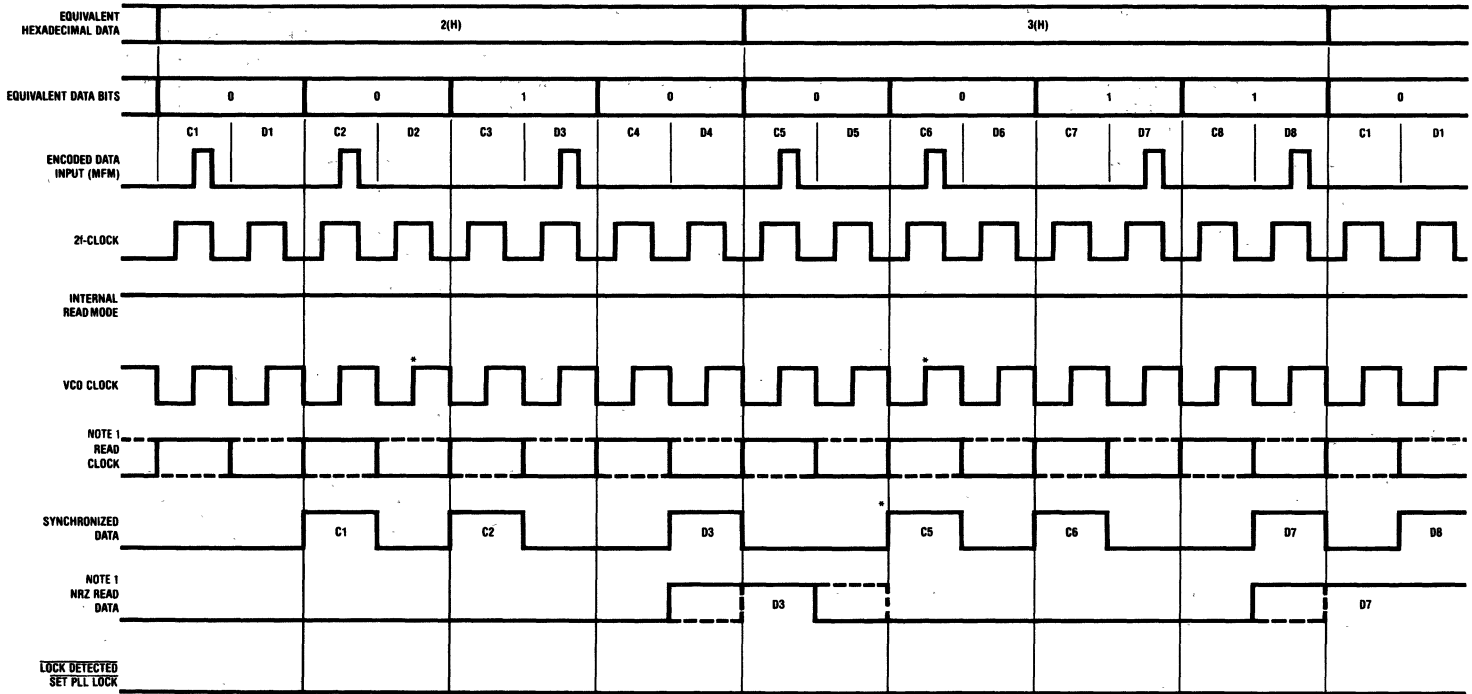 EQUIVALENT
HEXADECIMAL DATA
2(H)
3(H)
EQUIVALENT DATA BITS
0 0 1 0 0 0 1 1 0
C1 D1 C2 D2 C3 D3 C4 D4 C5 D5 C6 D6 C7 D7 C8 D8 C1 D1
ENCODED DATA
INPUT (MFM)
2f-CLOCK
INTERNAL
READ MODE
* *
VCO CLOCK
NOTE 1
READ
CLOCK
*
SYNCHRONIZED
DATA
C1 C2 D3 C5 C6 D7 D8
NOTE 1
NRZ READ
DATA
D3 D7
LOCK DETECTED
SET PLL LOCK